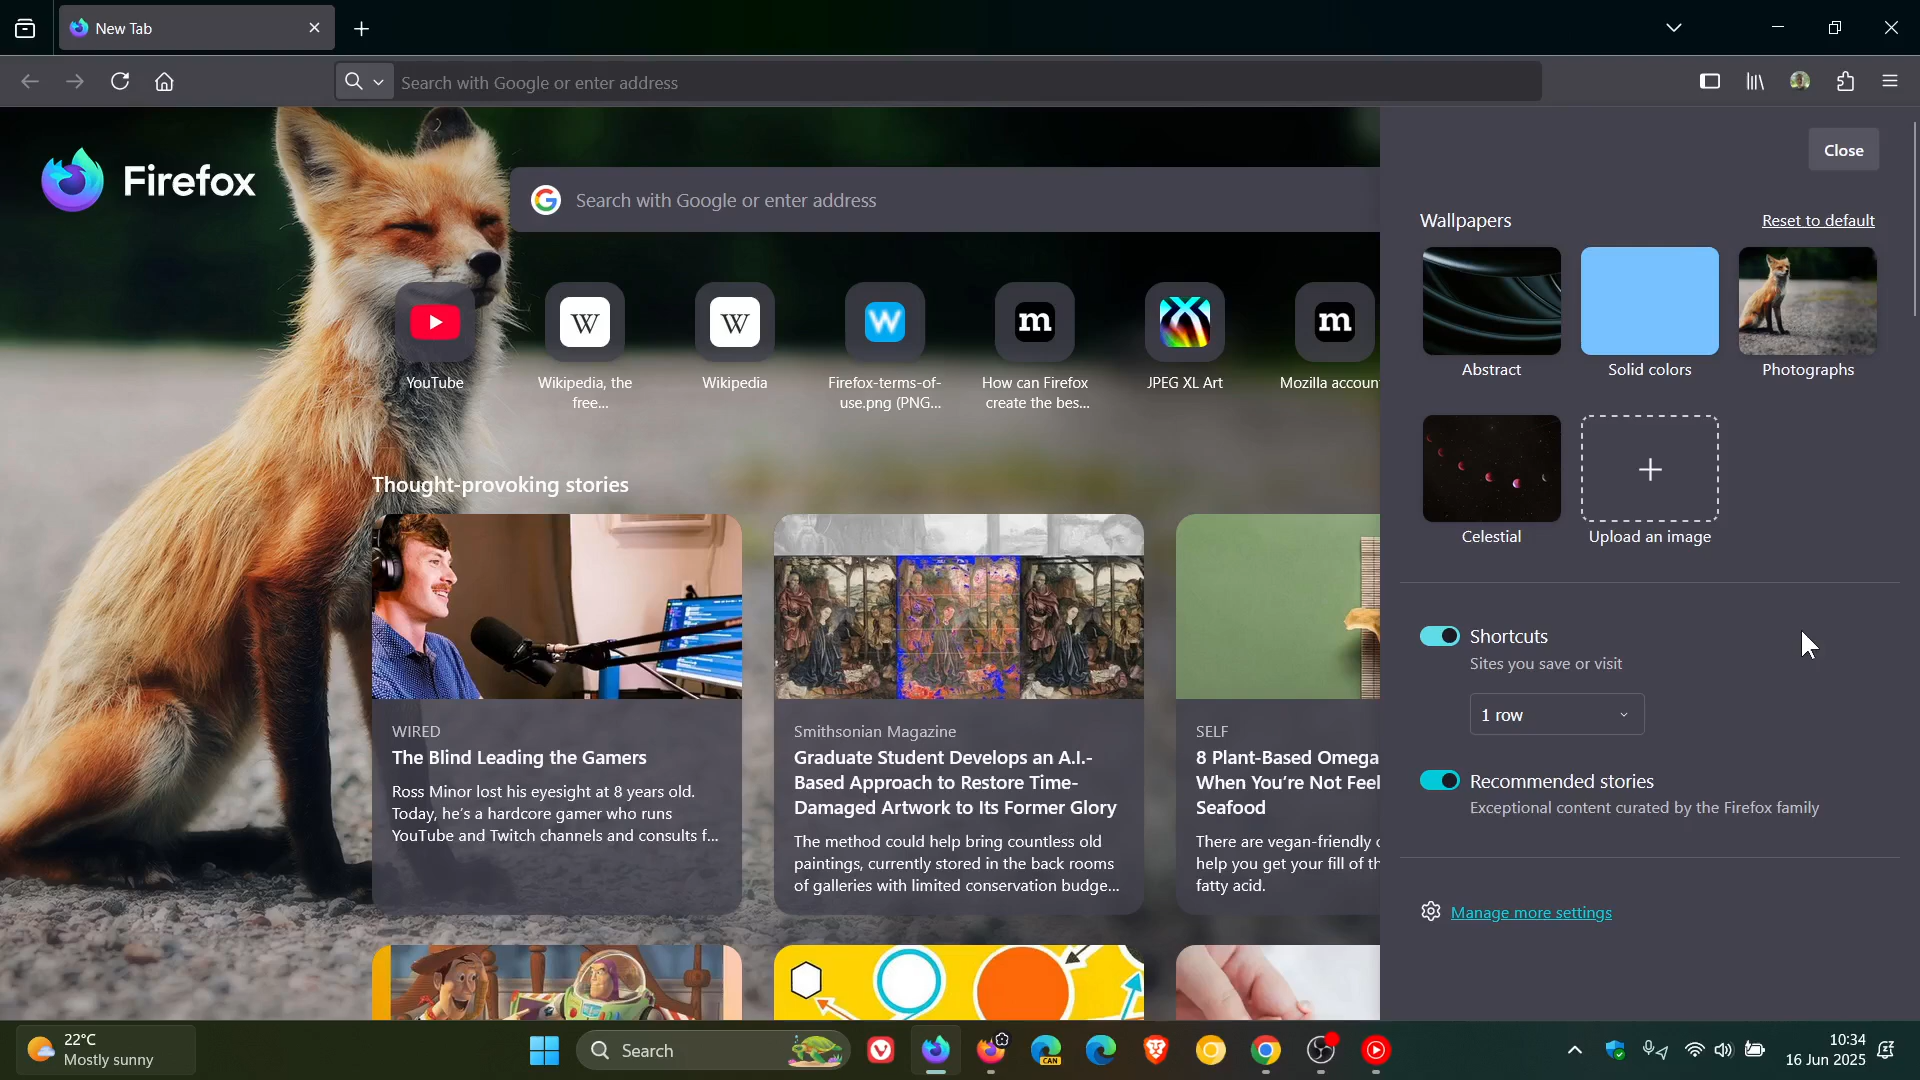 New Tab
Search with Google or enter address
Firefox
Search with Google or enter address
YouTube
W
Wikipedia, the
free...
W
Wikipedia
W
Firefox-terms-of-
use.png (PNG...
m
How can Firefox
create the bes...
JPEG XL Art
m
Mozilla accoun
Thought-provoking stories
WIRED
The Blind Leading the Gamers
Ross Minor lost his eyesight at 8 years old.
Today, he's a hardcore gamer who runs
YouTube and Twitch channels and consults f...
Smithsonian Magazine
Graduate Student Develops an A.I.-
Based Approach to Restore Time-
Damaged Artwork to Its Former Glory
The method could help bring countless old
paintings, currently stored in the back rooms
of galleries with limited conservation budge...
SELF
8 Plant-Based Omega
When You're Not Feel
Seafood
There are vegan-friendly
help you get your fill of th
fatty acid.
Close
Wallpapers
Reset to default
Abstract
Solid colors
Photographs
Celestial
Upload an image
Shortcuts
Sites you save or visit
1 row
Recommended stories
Exceptional content curated by the Firefox family
Manage more settings
22°C
Mostly sunny
Search
CAN
10:34
16 Jun 2025